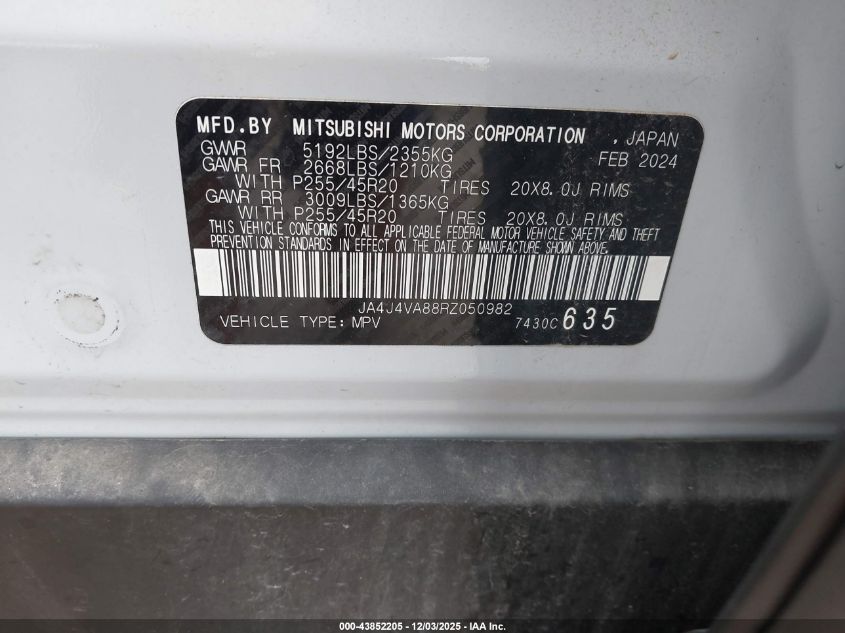 MFD.BY MITSUBISHI MOTORS CORPORATION , JAPAN
GVWR 5192LBS/2355KG FEB 2024
GAWR FR 2668LBS/1210KG
WITH P255/45R20 TIRES 20X8.0J RIMS
GAWR RR 3009LBS/1365KG
WITH P255/45R20 TIRES 20X8.0J RIMS
THIS VEHICLE CONFORMS TO ALL APPLICABLE FEDERAL MOTOR VEHICLE SAFETY AND THEFT
PREVENTION STANDARDS IN EFFECT ON THE DATE OF MANUFACTURE SHOWN ABOVE.
JA4J4VA88RZ050982
VEHICLE TYPE: MPV 7430C 635
000-43852205 - 12/03/2025 - IAA Inc.